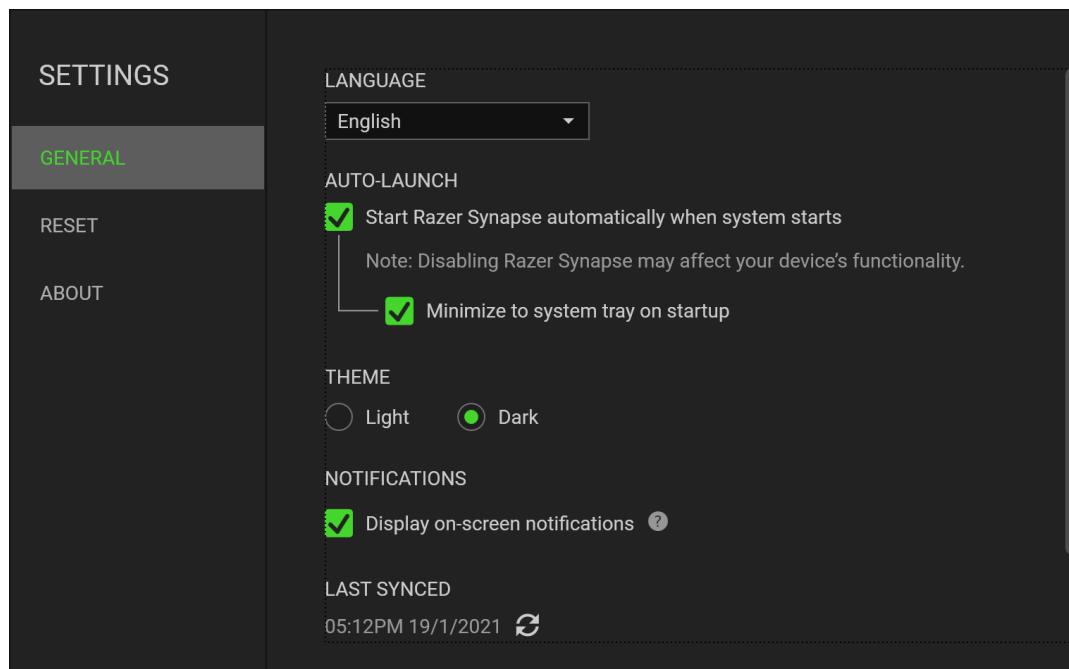 SETTINGS
GENERAL
RESET
ABOUT
LANGUAGE
English
AUTO-LAUNCH
Start Razer Synapse automatically when system starts
Note: Disabling Razer Synapse may affect your device’s functionality.
Minimize to system tray on startup
THEME
Light Dark
NOTIFICATIONS
Display on-screen notifications ?
LAST SYNCED
05:12PM 19/1/2021